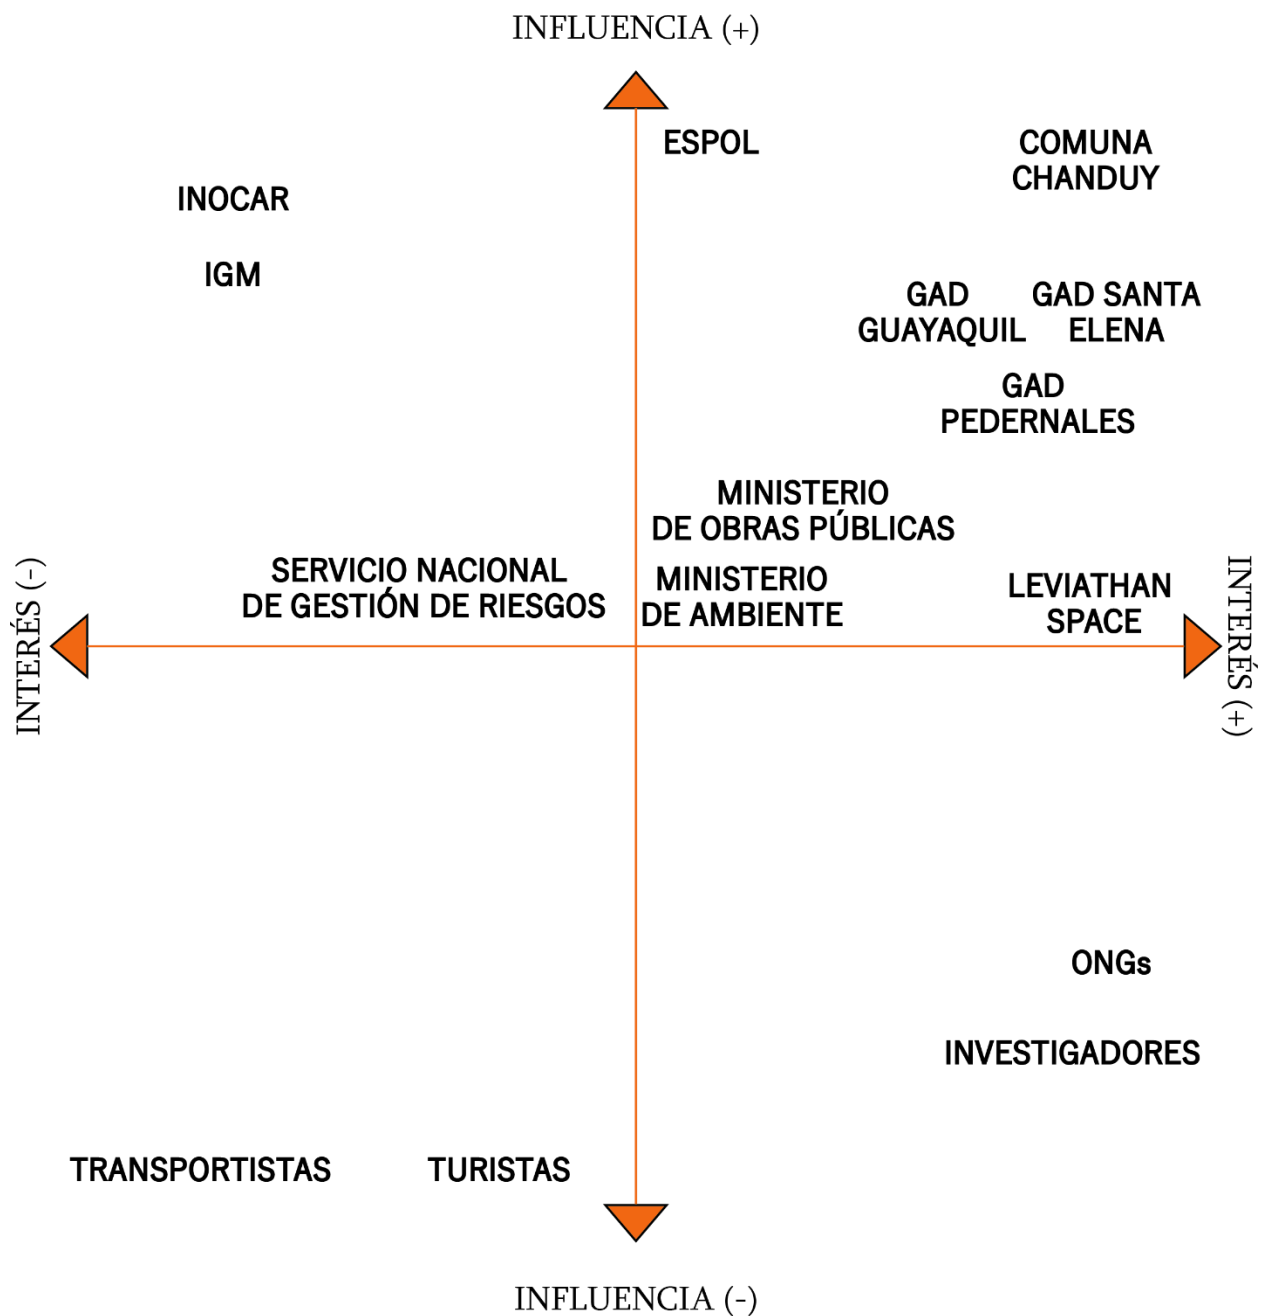 INFLUENCIA (+)
ESPOL
COMUNA
CHANDUY
INOCAR
IGM
GAD
GUAYAQUIL
GAD SANTA
ELENA
GAD
PEDERNALES
MINISTERIO
DE OBRAS PÚBLICAS
SERVICIO NACIONAL
DE GESTIÓN DE RIESGOS
MINISTERIO
DE AMBIENTE
LEVIATHAN
SPACE
INTERÉS (-)
INTERÉS (+)
ONGs
INVESTIGADORES
TRANSPORTISTAS
TURISTAS
INFLUENCIA (-)